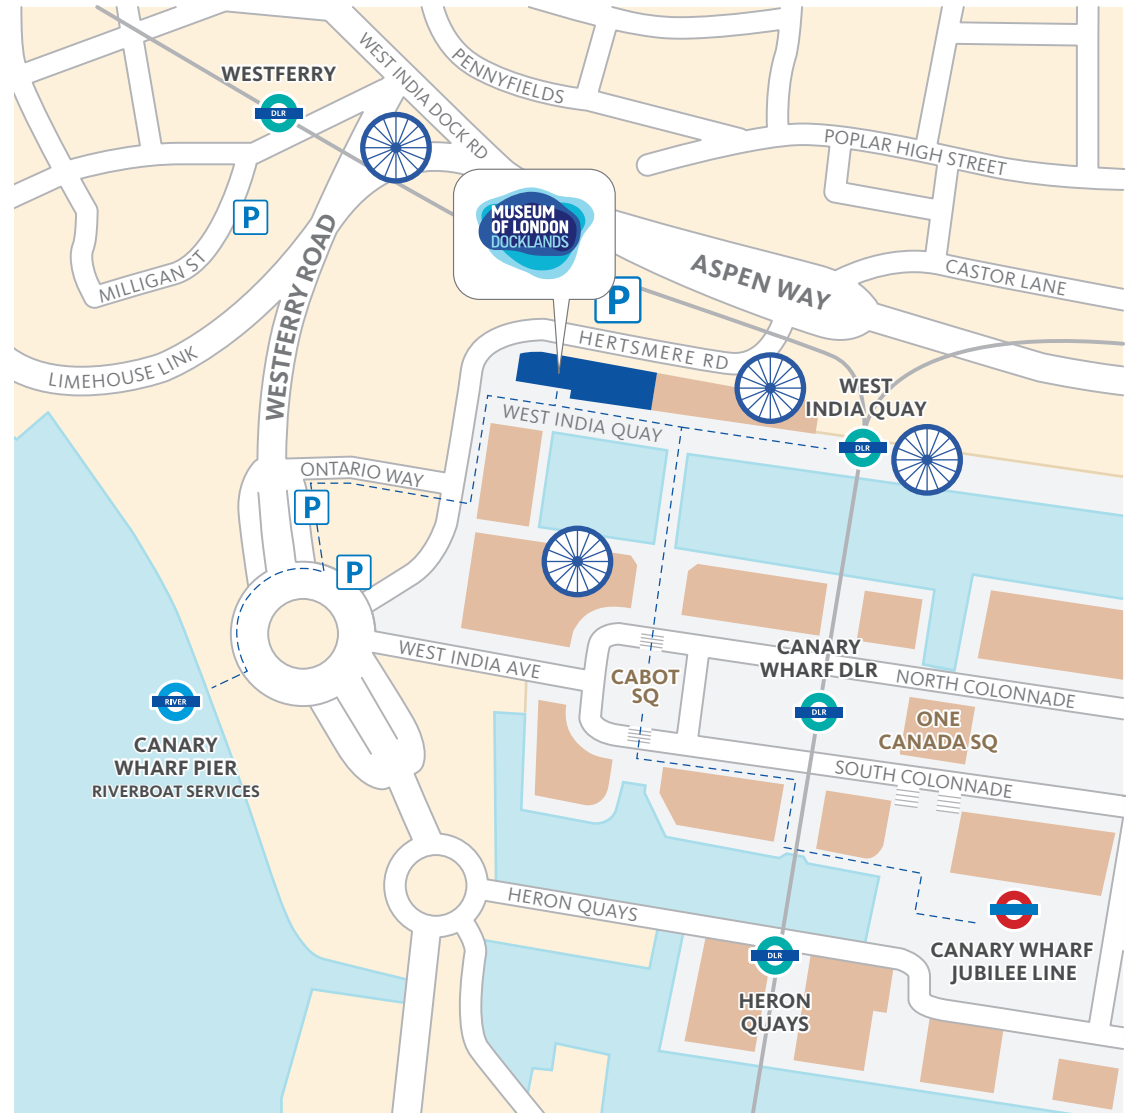 WESTFERRY
DLR
WEST INDIA DOCK RD
PENNYFIELDS
POPLAR HIGH STREET
P
MILLIGAN ST
WESTFERRY ROAD
LIMEHOUSE LINK
MUSEUM
OF LONDON
DOCKLANDS
P
ASPEN WAY
CASTOR LANE
HERTSMERE RD
WEST
INDIA QUAY
DLR
WEST INDIA QUAY
ONTARIO WAY
P
P
WEST INDIA AVE
CABOT
SQ
CANARY
WHARF DLR
DLR
NORTH COLONNADE
ONE
CANADA SQ
SOUTH COLONNADE
RIVER
CANARY
WHARF PIER
RIVERBOAT SERVICES
HERON QUAYS
DLR
HERON
QUAYS
CANARY WHARF
JUBILEE LINE